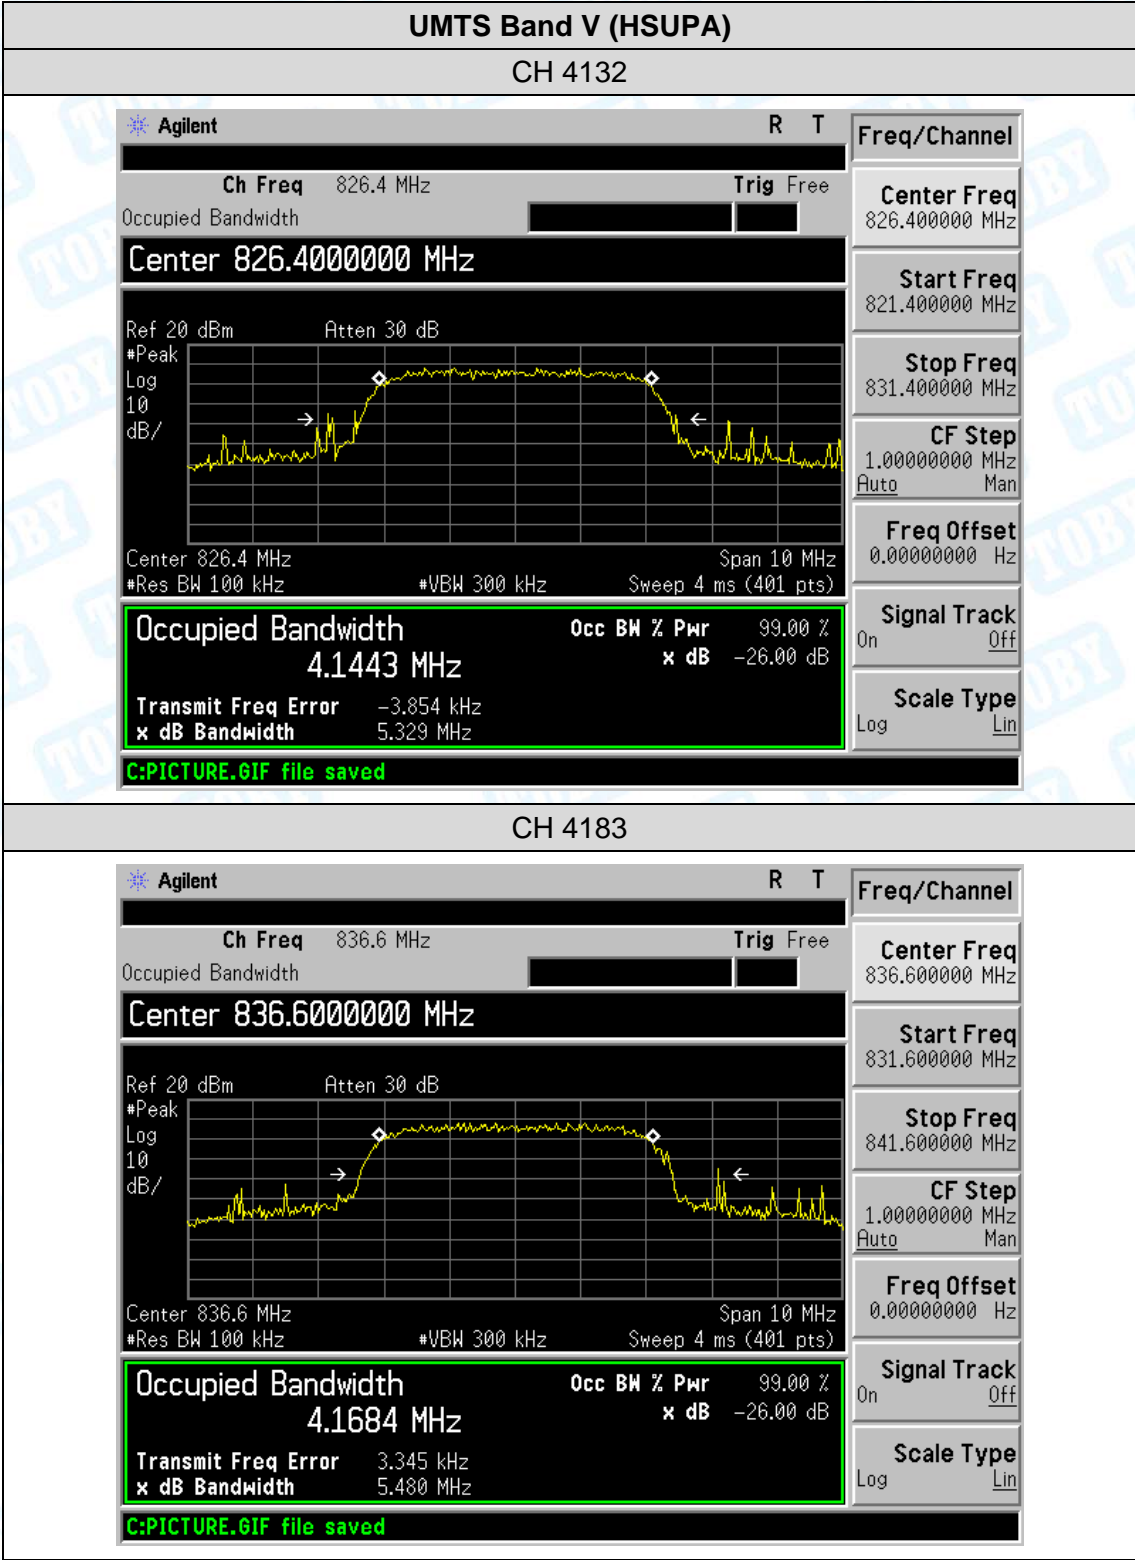 UMTS Band V (HSUPA)
CH 4132
Agilent R T
Freq/Channel
Ch Freq 826.4 MHz Trig Free
Occupied Bandwidth
Center 826.4000000 MHz
Ref 20 dBm Atten 30 dB
#Peak
Log
10
dB/
Center 826.4 MHz Span 10 MHz
#Res BW 100 kHz #VBW 300 kHz Sweep 4 ms (401 pts)
Occupied Bandwidth Occ BW % Pwr 99.00 %
4.1443 MHz x dB -26.00 dB
Transmit Freq Error -3.854 kHz
x dB Bandwidth 5.329 MHz
C:PICTURE.GIF file saved
Center Freq
826.400000 MHz
Start Freq
821.400000 MHz
Stop Freq
831.400000 MHz
CF Step
1.00000000 MHz
Auto Man
Freq Offset
0.00000000 Hz
Signal Track
On Off
Scale Type
Log Lin
CH 4183
Agilent R T
Freq/Channel
Ch Freq 836.6 MHz Trig Free
Occupied Bandwidth
Center 836.6000000 MHz
Ref 20 dBm Atten 30 dB
#Peak
Log
10
dB/
Center 836.6 MHz Span 10 MHz
#Res BW 100 kHz #VBW 300 kHz Sweep 4 ms (401 pts)
Occupied Bandwidth Occ BW % Pwr 99.00 %
4.1684 MHz x dB -26.00 dB
Transmit Freq Error 3.345 kHz
x dB Bandwidth 5.480 MHz
C:PICTURE.GIF file saved
Center Freq
836.600000 MHz
Start Freq
831.600000 MHz
Stop Freq
841.600000 MHz
CF Step
1.00000000 MHz
Auto Man
Freq Offset
0.00000000 Hz
Signal Track
On Off
Scale Type
Log Lin
TOBY